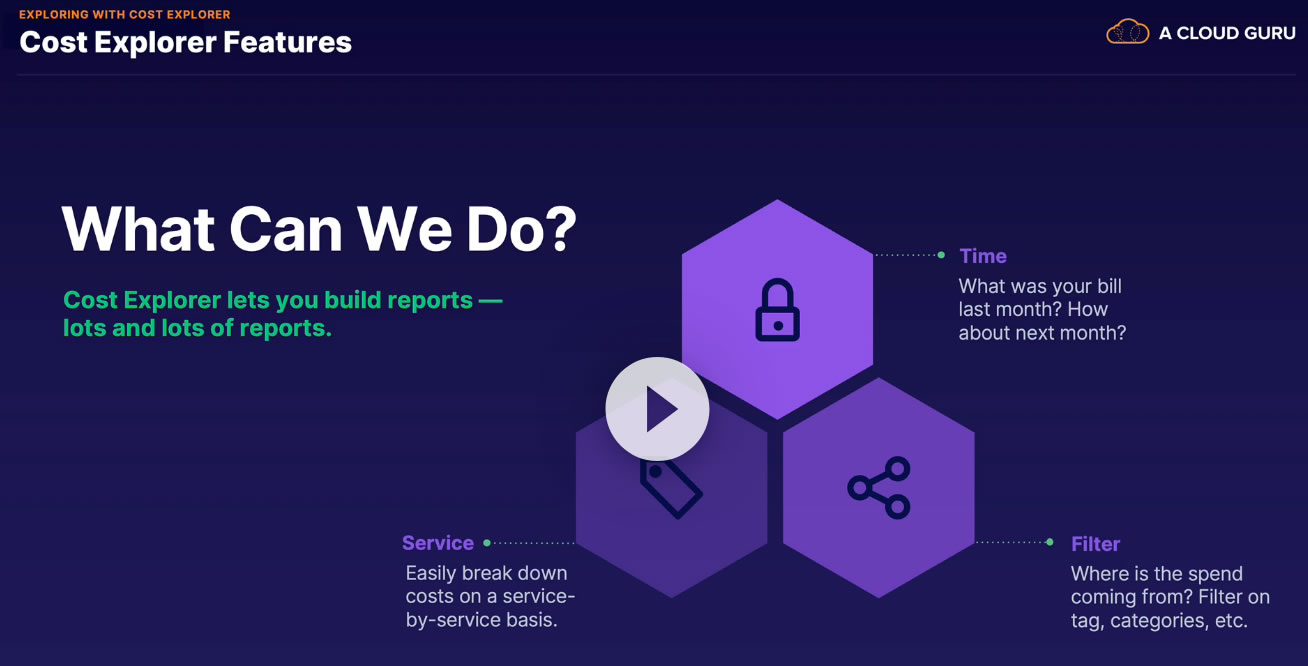 EXPLORING WITH COST EXPLORER
Cost Explorer Features
A CLOUD GURU
What Can We Do?
Cost Explorer lets you build reports —
lots and lots of reports.
Time
What was your bill
last month? How
about next month?
Service
Easily break down
costs on a service-
by-service basis.
Filter
Where is the spend
coming from? Filter on
tag, categories, etc.